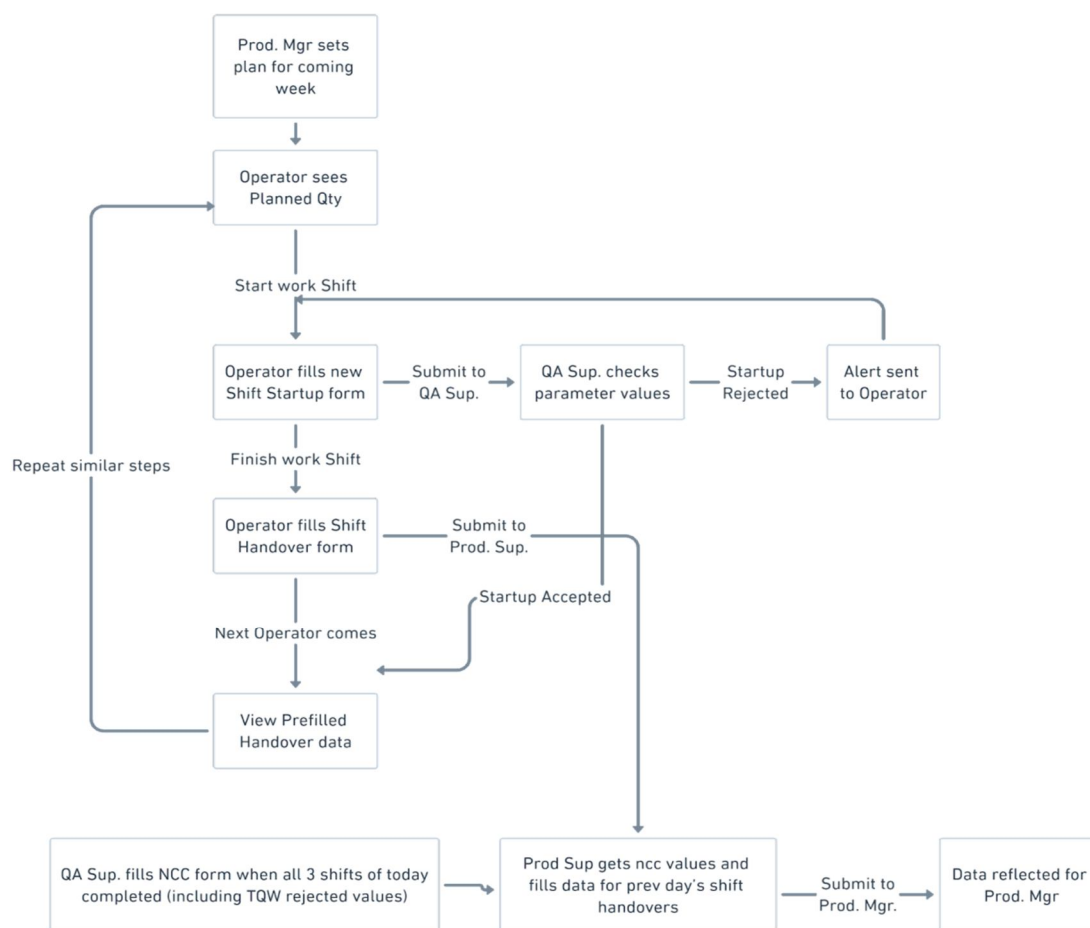 Prod. Mgr sets
plan for coming
week
Operator sees
Planned Qty
Start work Shift
Operator fills new
Shift Startup form
Submit to
QA Sup.
QA Sup. checks
parameter values
Startup
Rejected
Alert sent
to Operator
Repeat similar steps
Finish work Shift
Operator fills Shift
Handover form
Submit to
Prod. Sup.
Startup Accepted
Next Operator comes
View Prefilled
Handover data
QA Sup. fills NCC form when all 3 shifts of today
completed (including TQW rejected values)
Prod Sup gets ncc values and
fills data for prev day's shift
handovers
Submit to
Prod. Mgr.
Data reflected for
Prod. Mgr